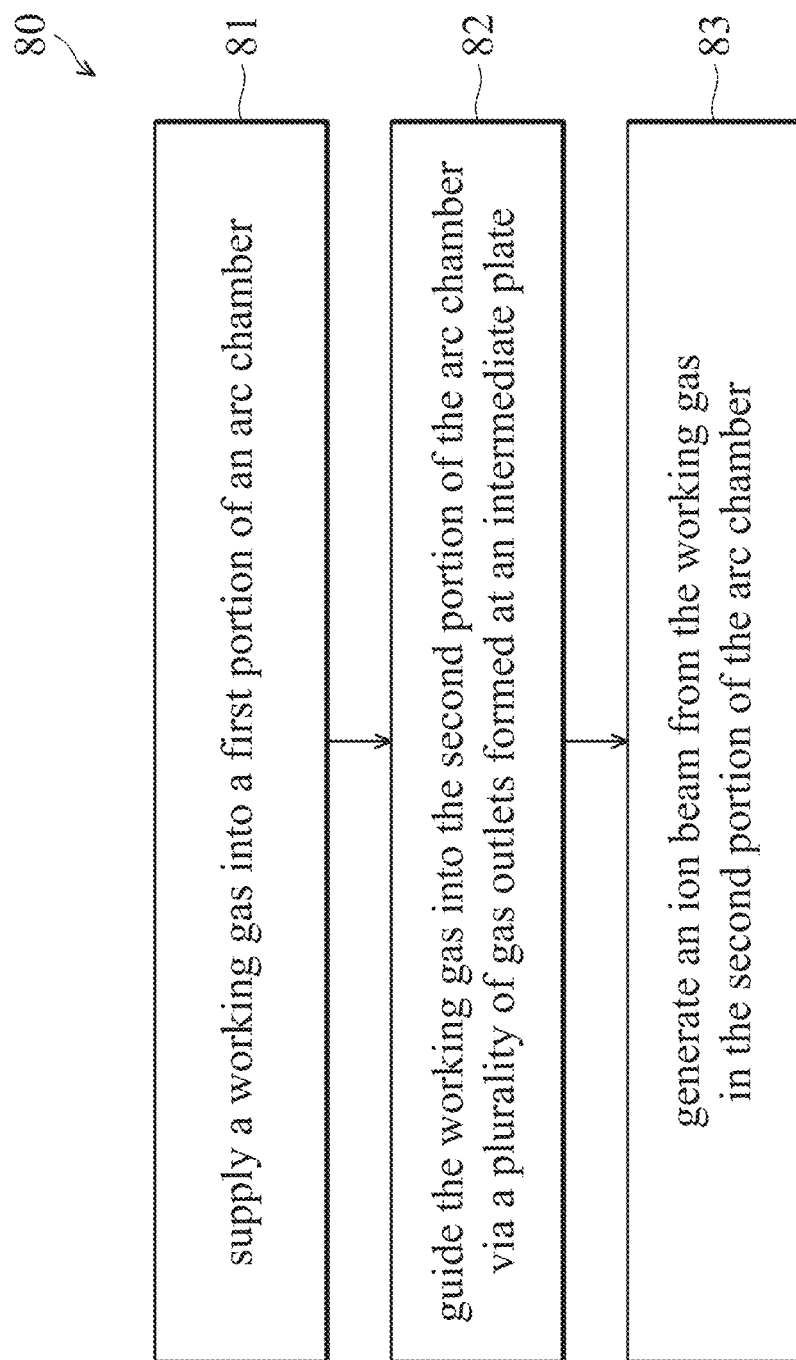 80
81
supply a working gas into a first portion of an arc chamber
82
guide the working gas into the second portion of the arc chamber
via a plurality of gas outlets formed at an intermediate plate
83
generate an ion beam from the working gas
in the second portion of the arc chamber